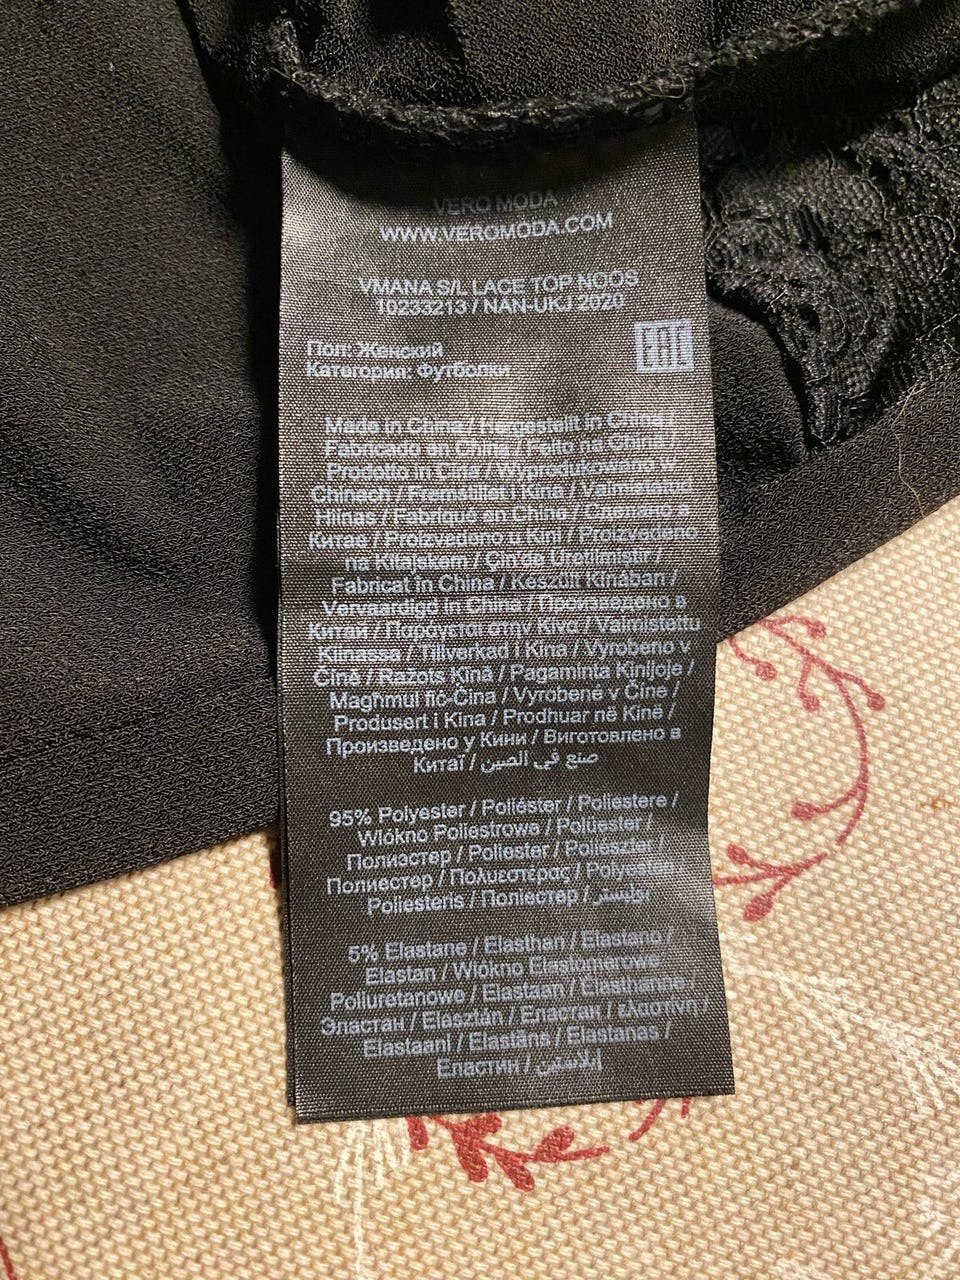 VERO MODA
WWW.VEROMODA.COM
VMANA S/L LACE TOP NOOS
10233213 / NAN-UKJ 2020
Пол: Женский
Категория: Футболки
EAC
Made in China / Hergestellt in China /
Fabricado en China / Feito na China /
Prodotto in Cina / Wyprodukowano w
Chinach / Fremstillet i Kina / Valmistatud
Hiinas / Fabriqué en Chine / Сделано в
Китае / Proizvedeno u Kini / Proizvedeno
na Kitajskem / Çin'de Üretilmiştir /
Fabricat în China / Készült Kínában /
Vervaardigd in China / Произведено в
Китай / Παράγεται στην Κίνα / Valmistettu
Kiinassa / Tillverkad i Kina / Vyrobeno v
Číně / Ražots Ķīnā / Pagaminta Kinijoje /
Magħmul fiċ-Ċina / Vyrobené v Číne /
Produsert i Kina / Prodhuar në Kinë /
Произведено у Кини / Виготовлено в
Китаї / صنع في الصين
95% Polyester / Poliéster / Poliestere /
Włókno Poliestrowe / Polüester /
Полиэстер / Poliester / Poliészter /
Полиестер / Πολυεστέρας / Polyesteri
Poliesteris / Поліестер / بوليستر
5% Elastane / Elasthan / Elastano /
Elastan / Włókno Elastomerowe
Poliuretanowe / Elastaan / Elasthanne /
Эластан / Elasztán / Еластан / ελαστίνη /
Elastaani / Elastāns / Elastanas /
Еластин / إيلاستين